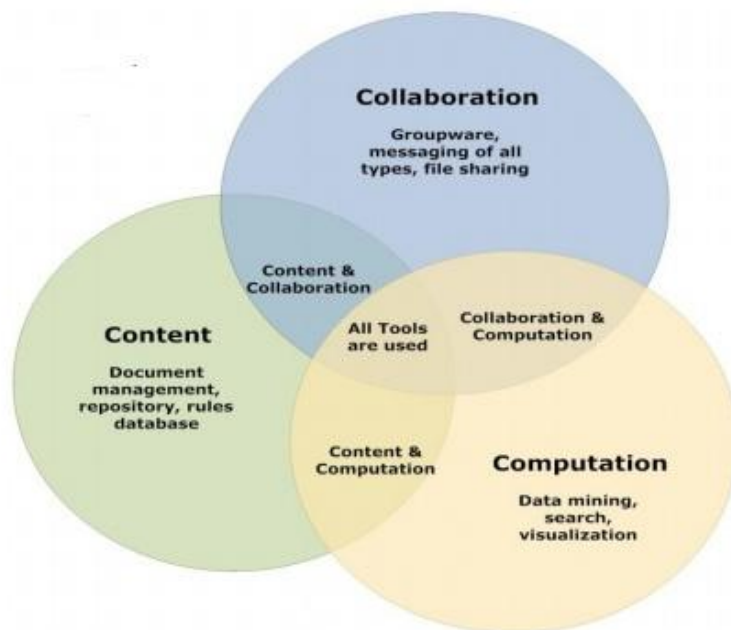 Collaboration
Groupware,
messaging of all
types, file sharing
Content &
Collaboration
All Tools
are used
Collaboration &
Computation
Content
Document
management,
repository, rules
database
Content &
Computation
Computation
Data mining,
search,
visualization